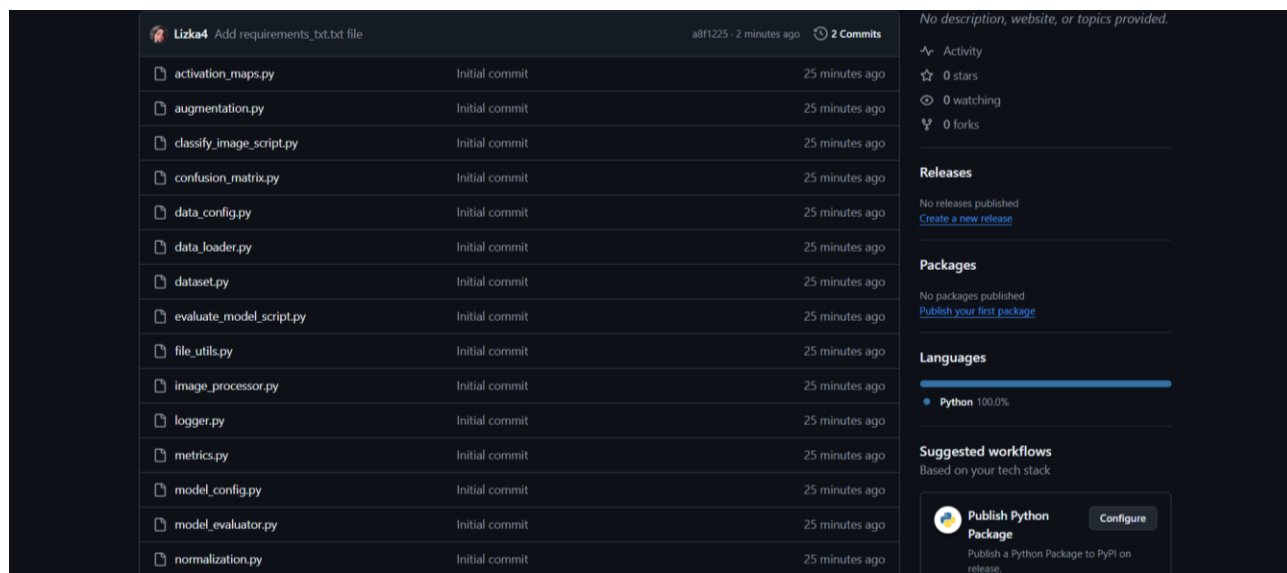 Lizka4 Add requirements_txt.txt file a8f1225 · 2 minutes ago 2 Commits
activation_maps.py Initial commit 25 minutes ago
augmentation.py Initial commit 25 minutes ago
classify_image_script.py Initial commit 25 minutes ago
confusion_matrix.py Initial commit 25 minutes ago
data_config.py Initial commit 25 minutes ago
data_loader.py Initial commit 25 minutes ago
dataset.py Initial commit 25 minutes ago
evaluate_model_script.py Initial commit 25 minutes ago
file_utils.py Initial commit 25 minutes ago
image_processor.py Initial commit 25 minutes ago
logger.py Initial commit 25 minutes ago
metrics.py Initial commit 25 minutes ago
model_config.py Initial commit 25 minutes ago
model_evaluator.py Initial commit 25 minutes ago
normalization.py Initial commit 25 minutes ago
No description, website, or topics provided.
Activity
0 stars
0 watching
0 forks
Releases
No releases published
Create a new release
Packages
No packages published
Publish your first package
Languages
Python 100.0%
Suggested workflows
Based on your tech stack
Publish Python
Package
Configure
Publish a Python Package to PyPI on
release.